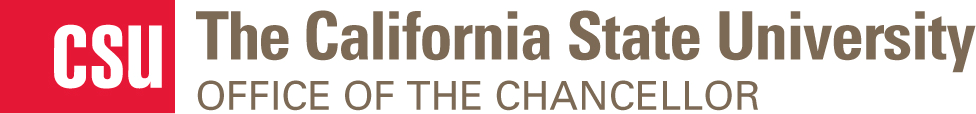 CSU
The California State University
OFFICE OF THE CHANCELLOR